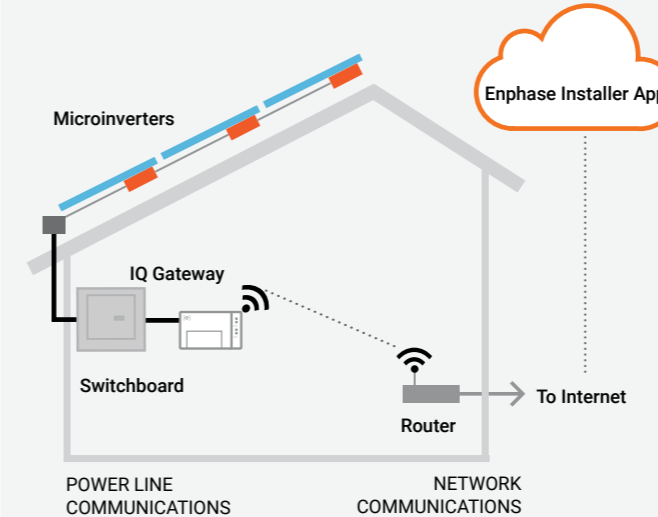 Enphase Installer App
Microinverters
IQ Gateway
Switchboard
To Internet
Router
POWER LINE
COMMUNICATIONS
NETWORK
COMMUNICATIONS